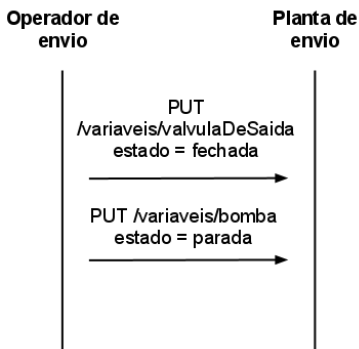 Operador de
envio
Planta de
envio
PUT
/variaveis/valvulaDeSaida
estado = fechada
PUT /variaveis/bomba
estado = parada